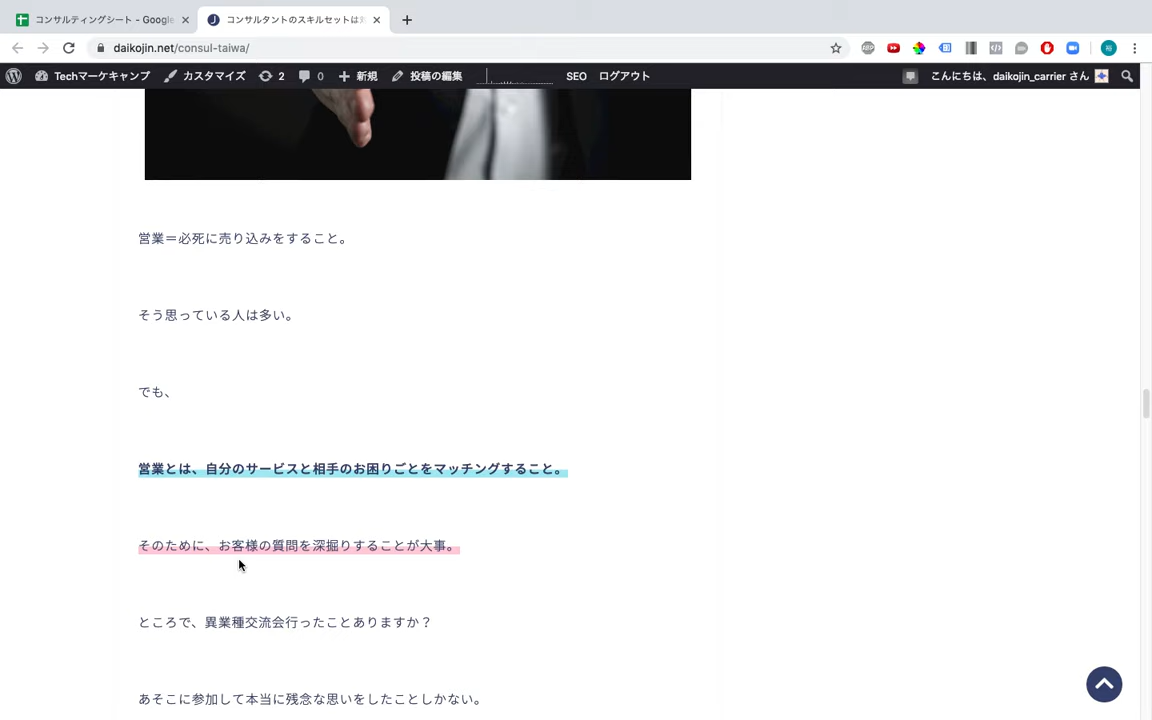 コンサルティングシート - Google
コンサルタントのスキルセットは
daikojin.net/consul-taiwa/
ABP
裕
Techマーケキャンプ カスタマイズ 2 0 新規 投稿の編集 SEO ログアウト こんにちは、daikojin_carrier さん
営業＝必死に売り込みをすること。
そう思っている人は多い。
でも、
営業とは、自分のサービスと相手のお困りごとをマッチングすること。
そのために、お客様の質問を深掘りすることが大事。
ところで、異業種交流会行ったことありますか？
あそこに参加して本当に残念な思いをしたことしかない。